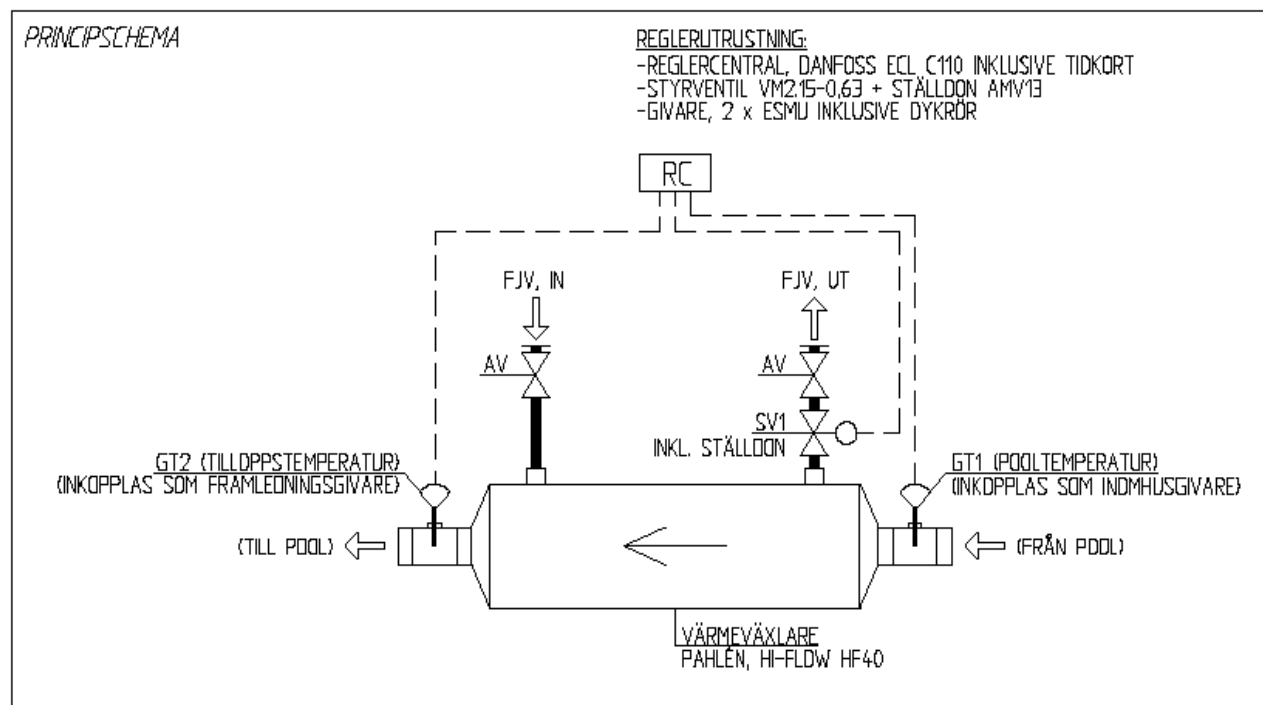 PRINCIPSCHEMA
REGLERUTRUSTNING:
-REGLERCENTRAL, DANFOSS ECL C110 INKLUSIVE TIDKORT
-STYRVENTIL VM2.15-0,63 + STÄLLDON AMV13
-GIVARE, 2 x ESMU INKLUSIVE DYKRÖR
RC
FJV, IN
FJV, UT
AV
AV
SV1
INKL. STÄLLDON
GT2 (TILLOPPSTEMPERATUR)
(INKOPPLAS SOM FRAMLEDNINGSGIVARE)
GT1 (POOLTEMPERATUR)
(INKOPPLAS SOM INOMHUSGIVARE)
(TILL POOL)
(FRÅN POOL)
VÄRMEVÄXLARE
PAHLÉN, HI-FLOW HF40